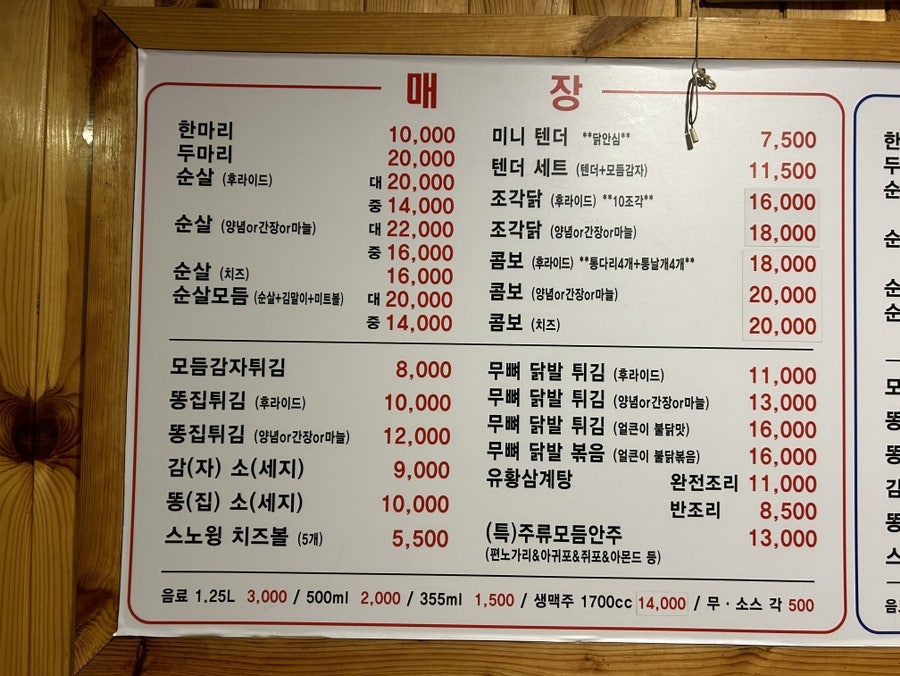 매 장
한마리 10,000
두마리 20,000
순살 (후라이드) 대 20,000
중 14,000
순살 (양념or간장or마늘) 대 22,000
중 16,000
순살 (치즈) 16,000
순살모듬 (순살+김말이+미트볼) 대 20,000
중 14,000
미니 텐더 **닭안심** 7,500
텐더 세트 (텐더+모듬감자) 11,500
조각닭 (후라이드) **10조각** 16,000
조각닭 (양념or간장or마늘) 18,000
콤보 (후라이드) **통다리4개+통날개4개** 18,000
콤보 (양념or간장or마늘) 20,000
콤보 (치즈) 20,000
모듬감자튀김 8,000
똥집튀김 (후라이드) 10,000
똥집튀김 (양념or간장or마늘) 12,000
감(자) 소(세지) 9,000
똥(집) 소(세지) 10,000
스노윙 치즈볼 (5개) 5,500
무뼈 닭발 튀김 (후라이드) 11,000
무뼈 닭발 튀김 (양념or간장or마늘) 13,000
무뼈 닭발 튀김 (얼큰이 불닭맛) 16,000
무뼈 닭발 볶음 (얼큰이 불닭볶음) 16,000
유황삼계탕 완전조리 11,000
반조리 8,500
(특)주류모듬안주 13,000
(편노가리&아귀포&쥐포&아몬드 등)
음료 1.25L 3,000 / 500ml 2,000 / 355ml 1,500 / 생맥주 1700cc 14,000 / 무 · 소스 각 500